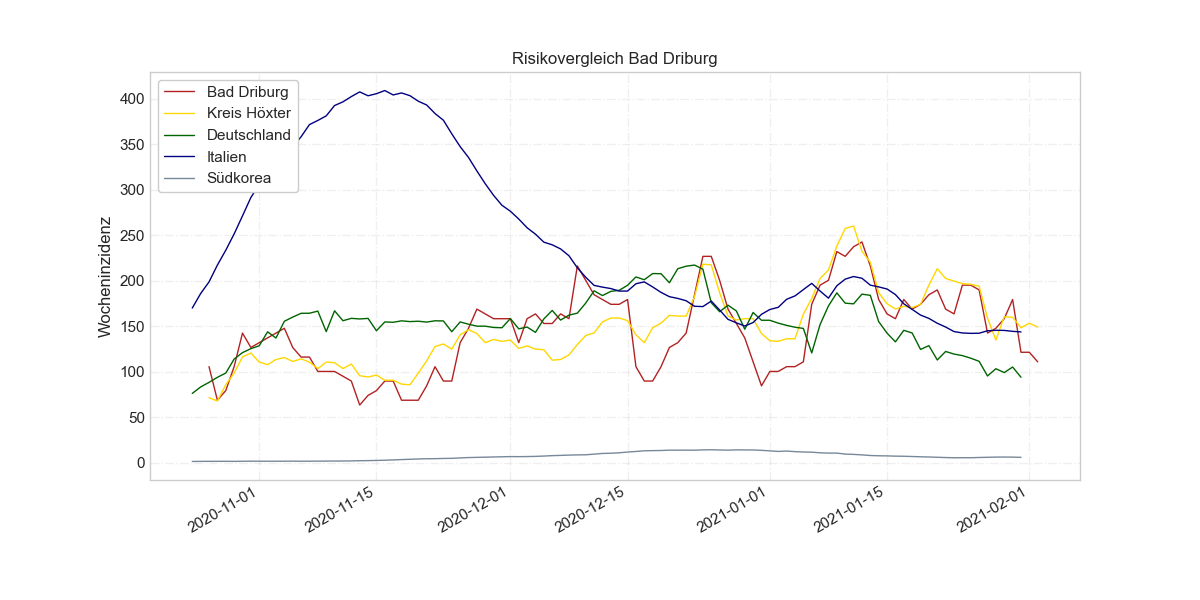 Risikovergleich Bad Driburg
Wocheninzidenz
400
350
300
250
200
150
100
50
0
Bad Driburg
Kreis Höxter
Deutschland
Italien
Südkorea
2020-11-01
2020-11-15
2020-12-01
2020-12-15
2021-01-01
2021-01-15
2021-02-01